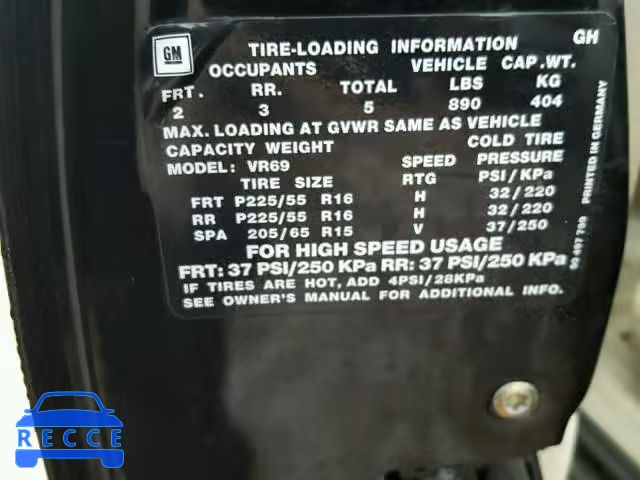 GM TIRE-LOADING INFORMATION GH
OCCUPANTS VEHICLE CAP.WT.
FRT. RR. TOTAL LBS KG
2 3 5 890 404
MAX. LOADING AT GVWR SAME AS VEHICLE
CAPACITY WEIGHT COLD TIRE
MODEL: VR69 SPEED PRESSURE
TIRE SIZE RTG PSI/KPa
FRT P225/55 R16 H 32/220
RR P225/55 R16 H 32/220
SPA 205/65 R15 V 37/250
FOR HIGH SPEED USAGE
FRT: 37 PSI/250 KPa RR: 37 PSI/250 KPa
IF TIRES ARE HOT, ADD 4PSI/28KPa
SEE OWNER'S MANUAL FOR ADDITIONAL INFO.
PRINTED IN GERMANY
RECCE